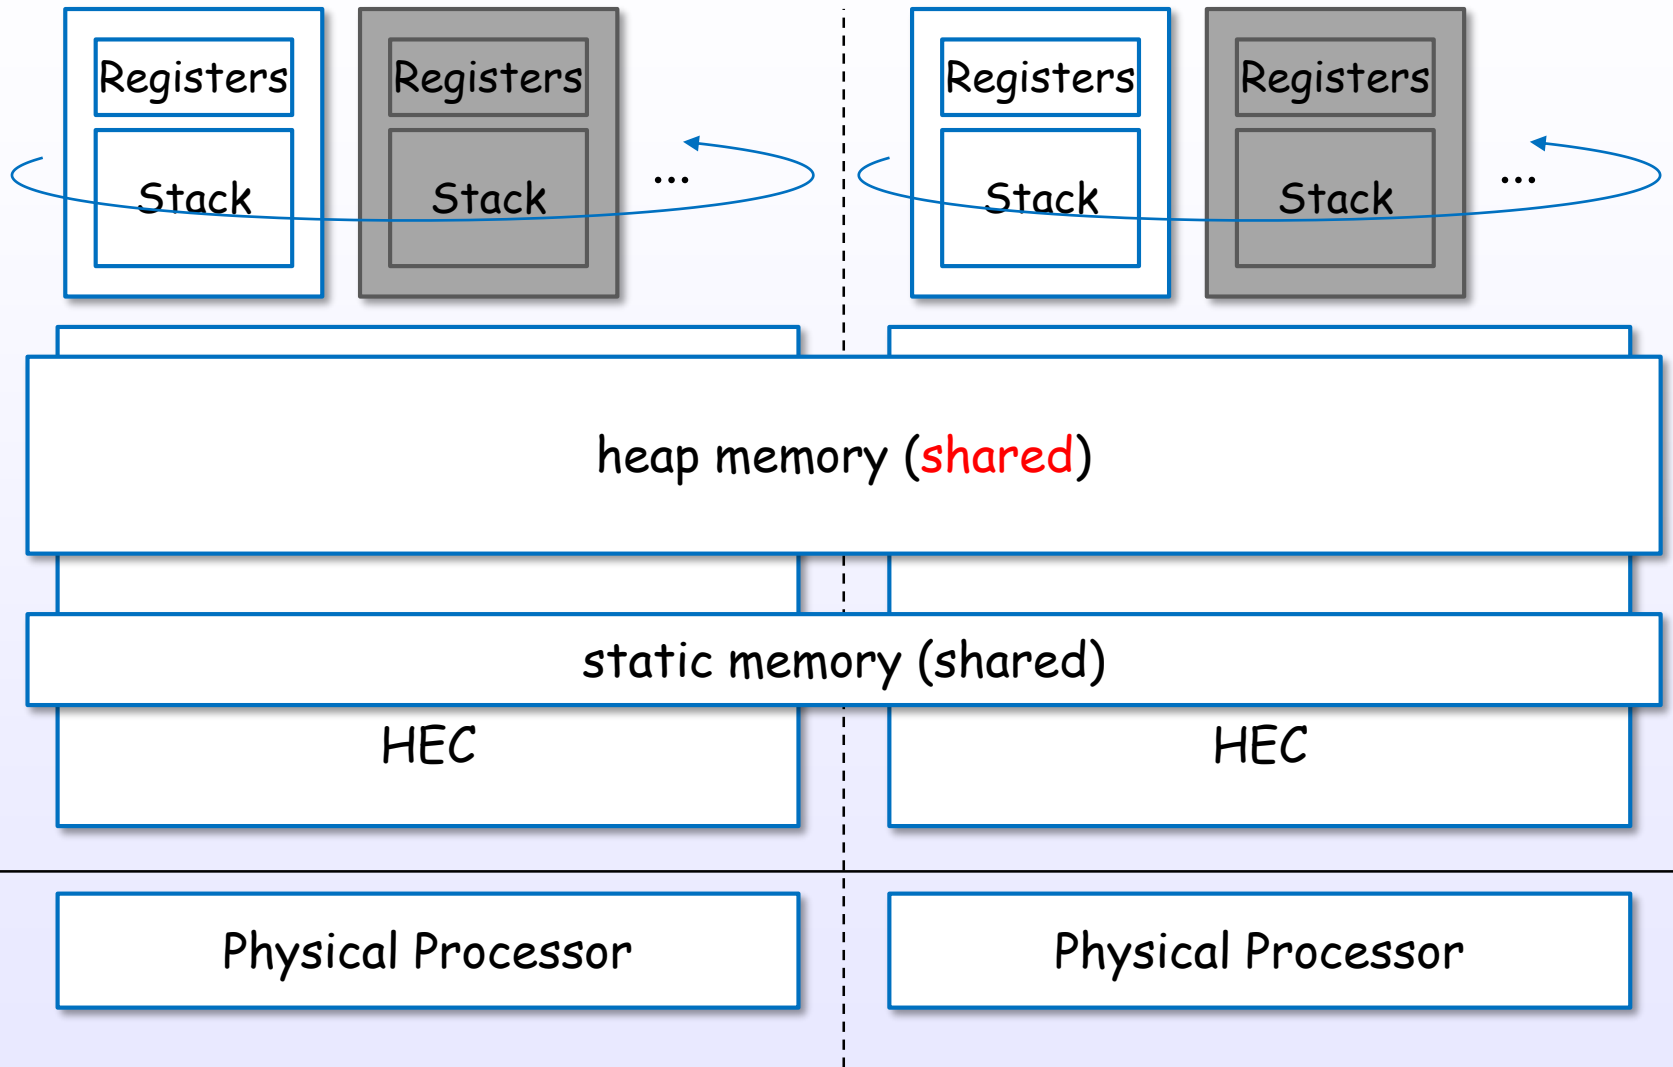 Registers
Registers
Registers
Registers
Stack
Stack
...
Stack
Stack
...
heap memory (shared)
static memory (shared)
HEC
HEC
Physical Processor
Physical Processor